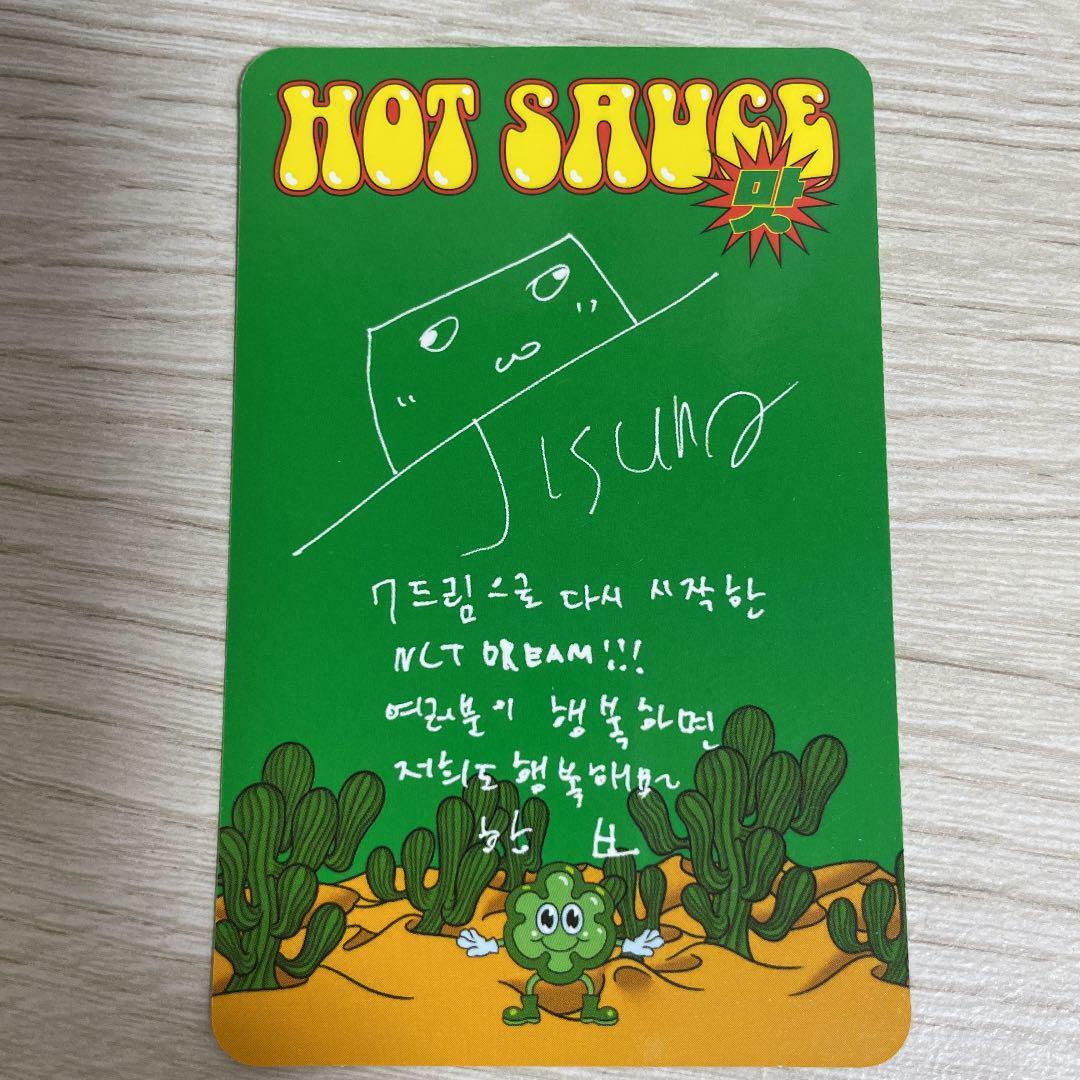 HOT SAUCE
맛
Jisung
7드림으로 다시 시작한
NCT DREAM!!!
여러분이 행복하면
저희도 행복해요~